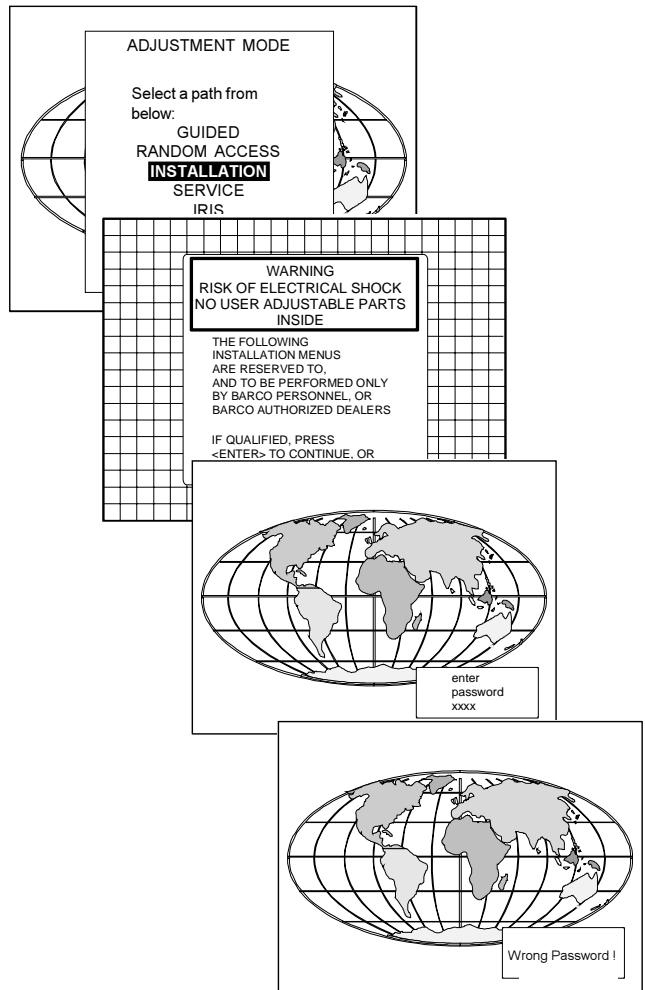 ADJUSTMENT MODE
Select a path from
below:
GUIDED
RANDOM ACCESS
INSTALLATION
SERVICE
IRIS
WARNING
RISK OF ELECTRICAL SHOCK
NO USER ADJUSTABLE PARTS
INSIDE
THE FOLLOWING
INSTALLATION MENUS
ARE RESERVED TO,
AND TO BE PERFORMED ONLY
BY BARCO PERSONNEL, OR
BARCO AUTHORIZED DEALERS
IF QUALIFIED, PRESS
<ENTER> TO CONTINUE, OR
enter
password
xxxx
Wrong Password !